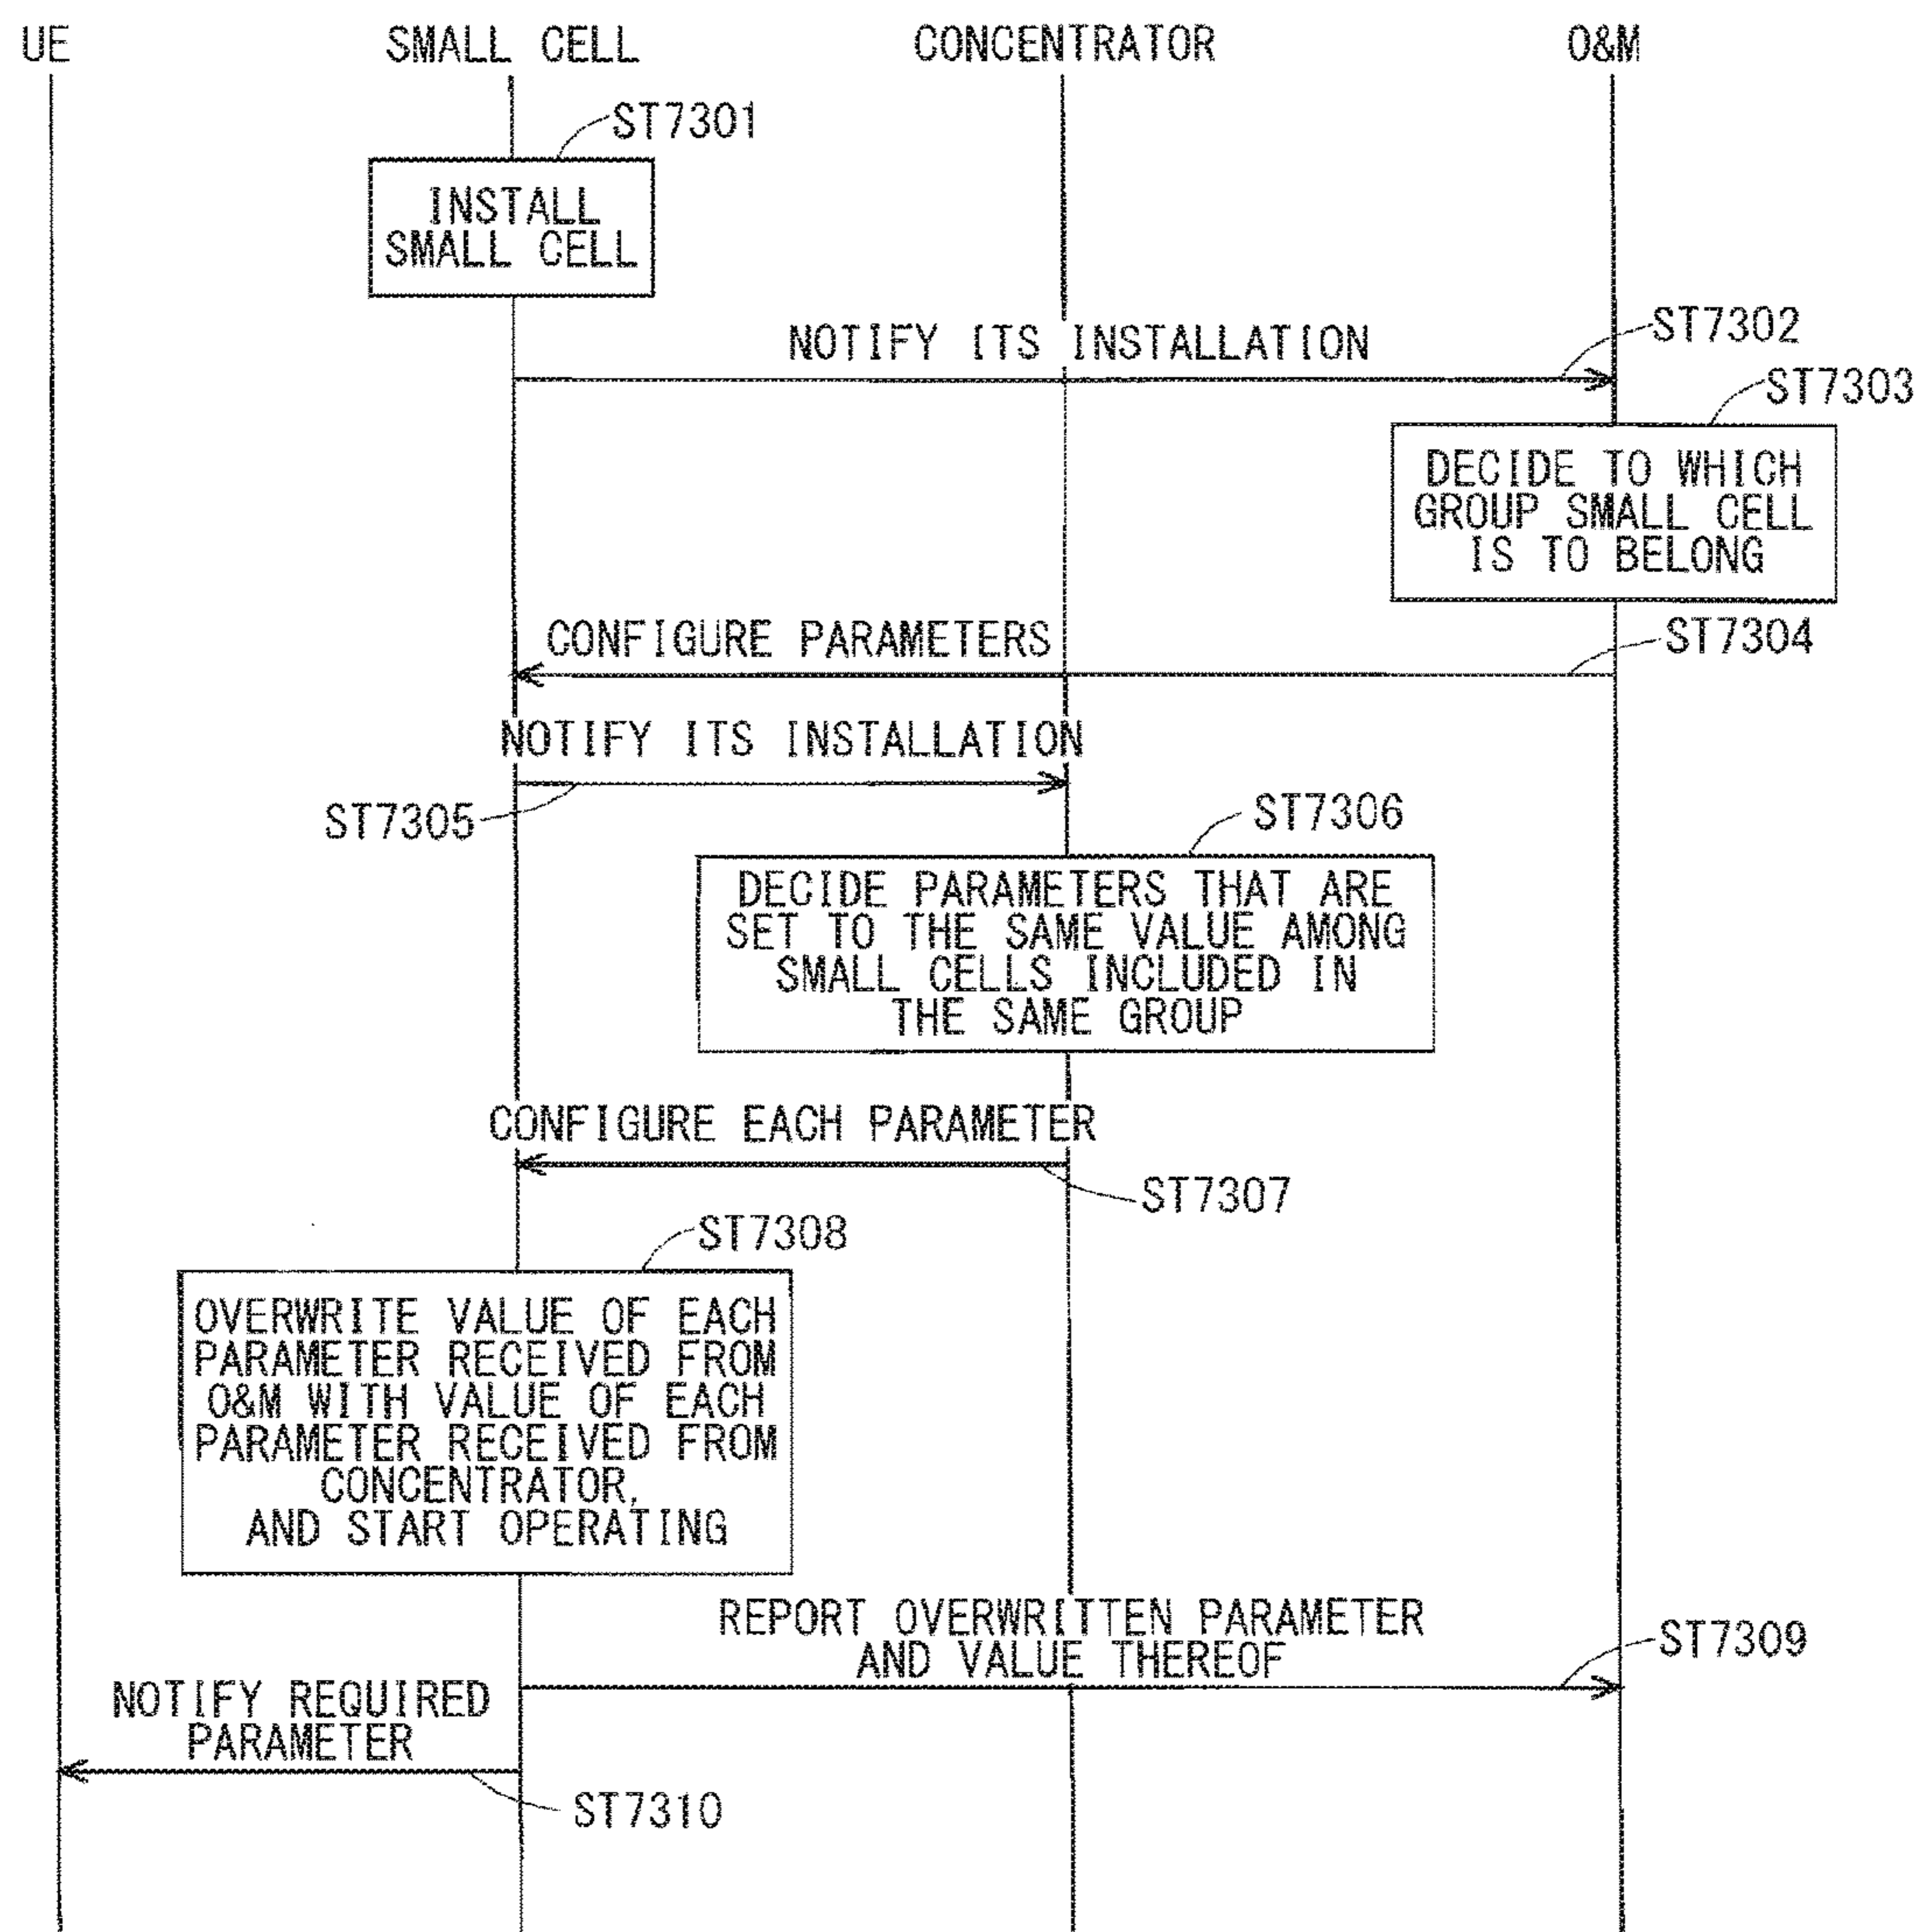 UE
SMALL CELL
CONCENTRATOR
O&M
ST7301
INSTALL
SMALL CELL
NOTIFY ITS INSTALLATION
ST7302
ST7303
DECIDE TO WHICH
GROUP SMALL CELL
IS TO BELONG
CONFIGURE PARAMETERS
ST7304
NOTIFY ITS INSTALLATION
ST7305
ST7306
DECIDE PARAMETERS THAT ARE
SET TO THE SAME VALUE AMONG
SMALL CELLS INCLUDED IN
THE SAME GROUP
CONFIGURE EACH PARAMETER
ST7307
ST7308
OVERWRITE VALUE OF EACH
PARAMETER RECEIVED FROM
O&M WITH VALUE OF EACH
PARAMETER RECEIVED FROM
CONCENTRATOR,
AND START OPERATING
REPORT OVERWRITTEN PARAMETER
AND VALUE THEREOF
ST7309
NOTIFY REQUIRED
PARAMETER
ST7310